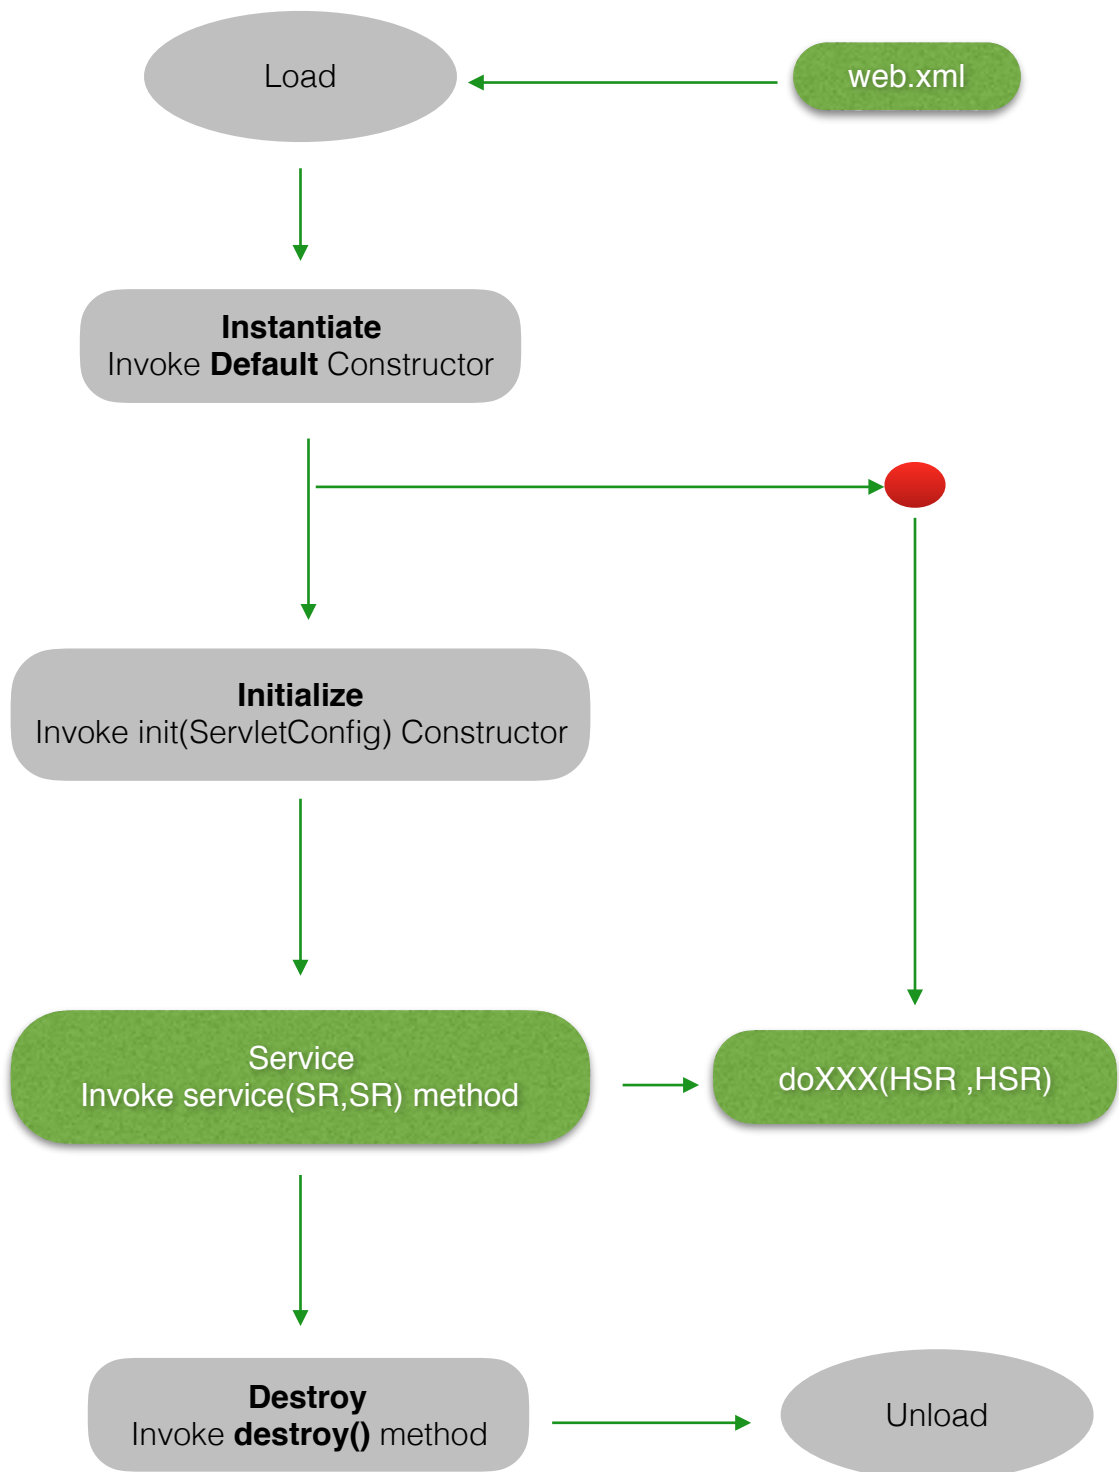 Load
web.xml
Instantiate
Invoke Default Constructor
Initialize
Invoke init(ServletConfig) Constructor
Service
Invoke service(SR,SR) method
doXXX(HSR ,HSR)
Destroy
Invoke destroy() method
Unload